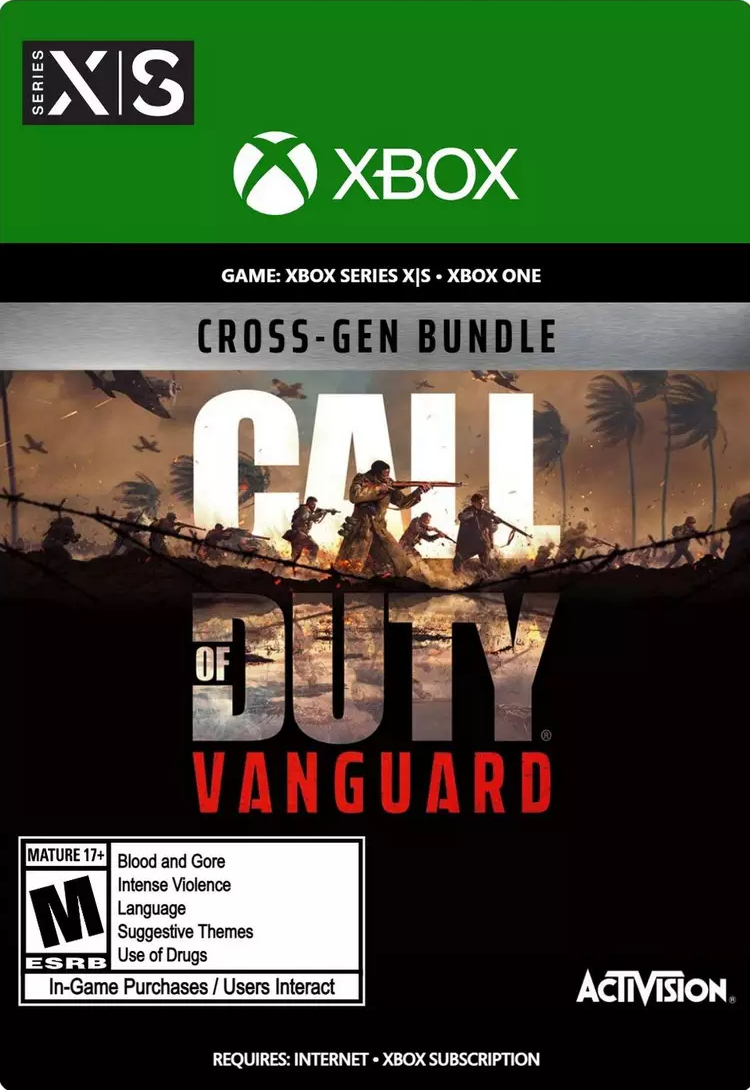 SERIES X|S
XBOX
GAME: XBOX SERIES X|S • XBOX ONE
CROSS-GEN BUNDLE
CALL
OF DUTY®
VANGUARD
MATURE 17+
M
ESRB
Blood and Gore
Intense Violence
Language
Suggestive Themes
Use of Drugs
In-Game Purchases / Users Interact
ACTIVISION®
REQUIRES: INTERNET • XBOX SUBSCRIPTION